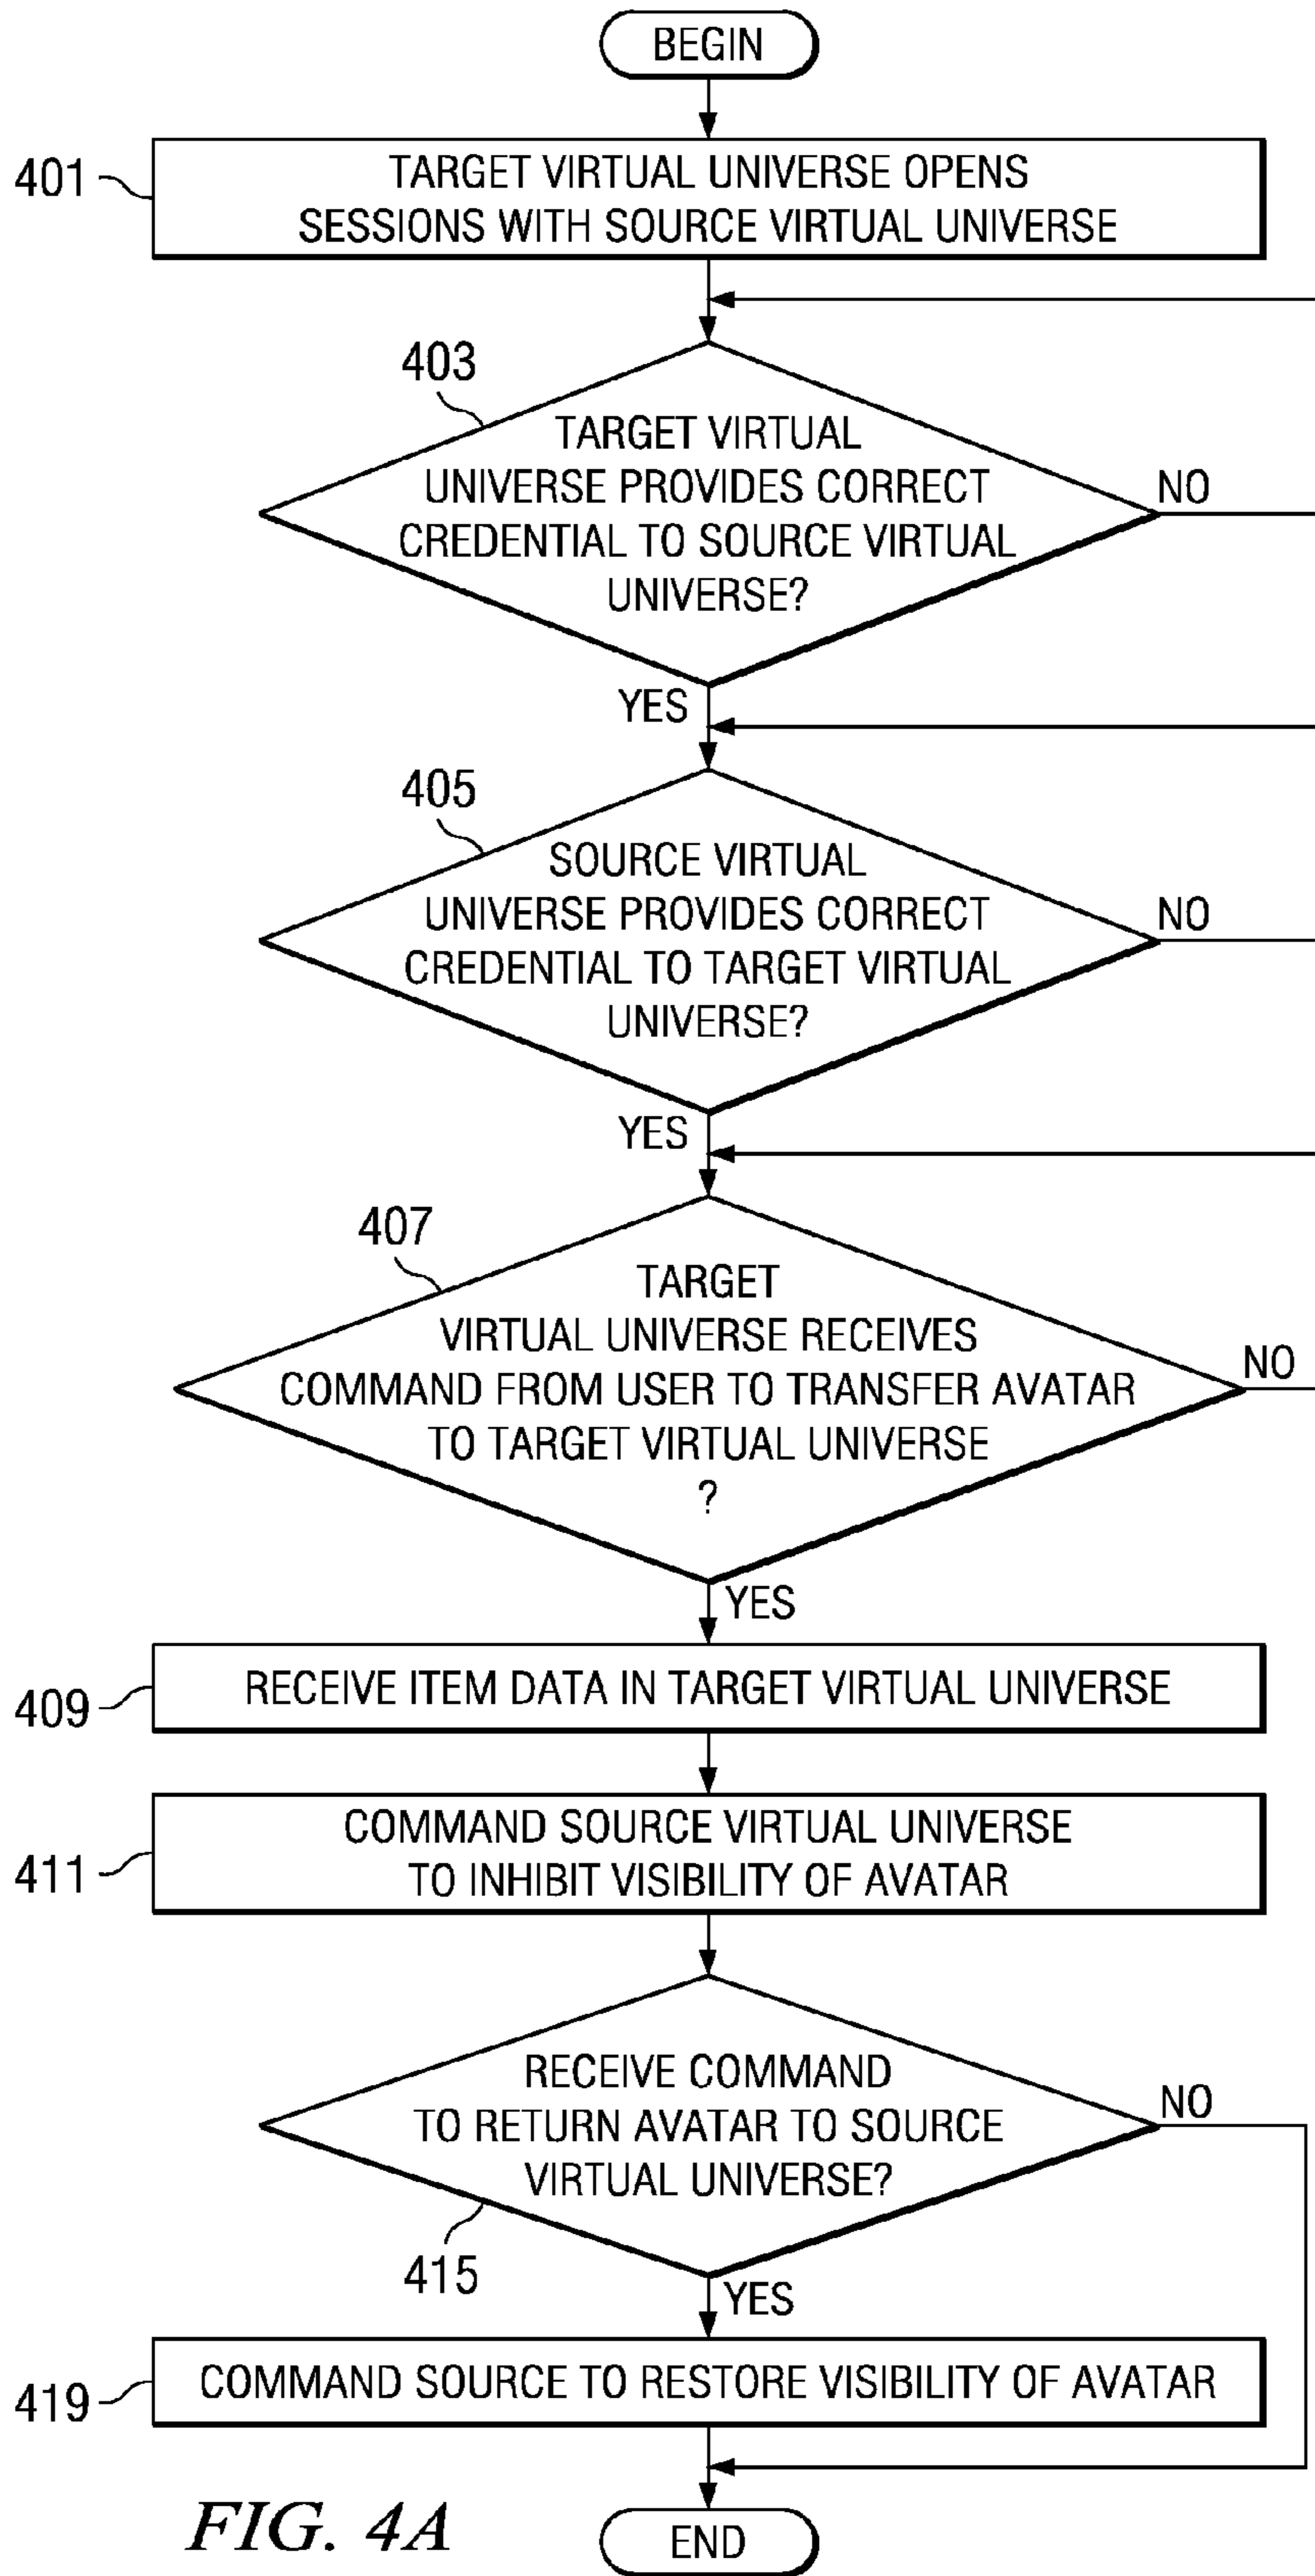 BEGIN
401
TARGET VIRTUAL UNIVERSE OPENS
SESSIONS WITH SOURCE VIRTUAL UNIVERSE
403
TARGET VIRTUAL
UNIVERSE PROVIDES CORRECT
CREDENTIAL TO SOURCE VIRTUAL
UNIVERSE?
NO
YES
405
SOURCE VIRTUAL
UNIVERSE PROVIDES CORRECT
CREDENTIAL TO TARGET VIRTUAL
UNIVERSE?
NO
YES
407
TARGET
VIRTUAL UNIVERSE RECEIVES
COMMAND FROM USER TO TRANSFER AVATAR
TO TARGET VIRTUAL UNIVERSE
?
NO
YES
409
RECEIVE ITEM DATA IN TARGET VIRTUAL UNIVERSE
411
COMMAND SOURCE VIRTUAL UNIVERSE
TO INHIBIT VISIBILITY OF AVATAR
RECEIVE COMMAND
TO RETURN AVATAR TO SOURCE
VIRTUAL UNIVERSE?
NO
415
YES
419
COMMAND SOURCE TO RESTORE VISIBILITY OF AVATAR
FIG. 4A
END